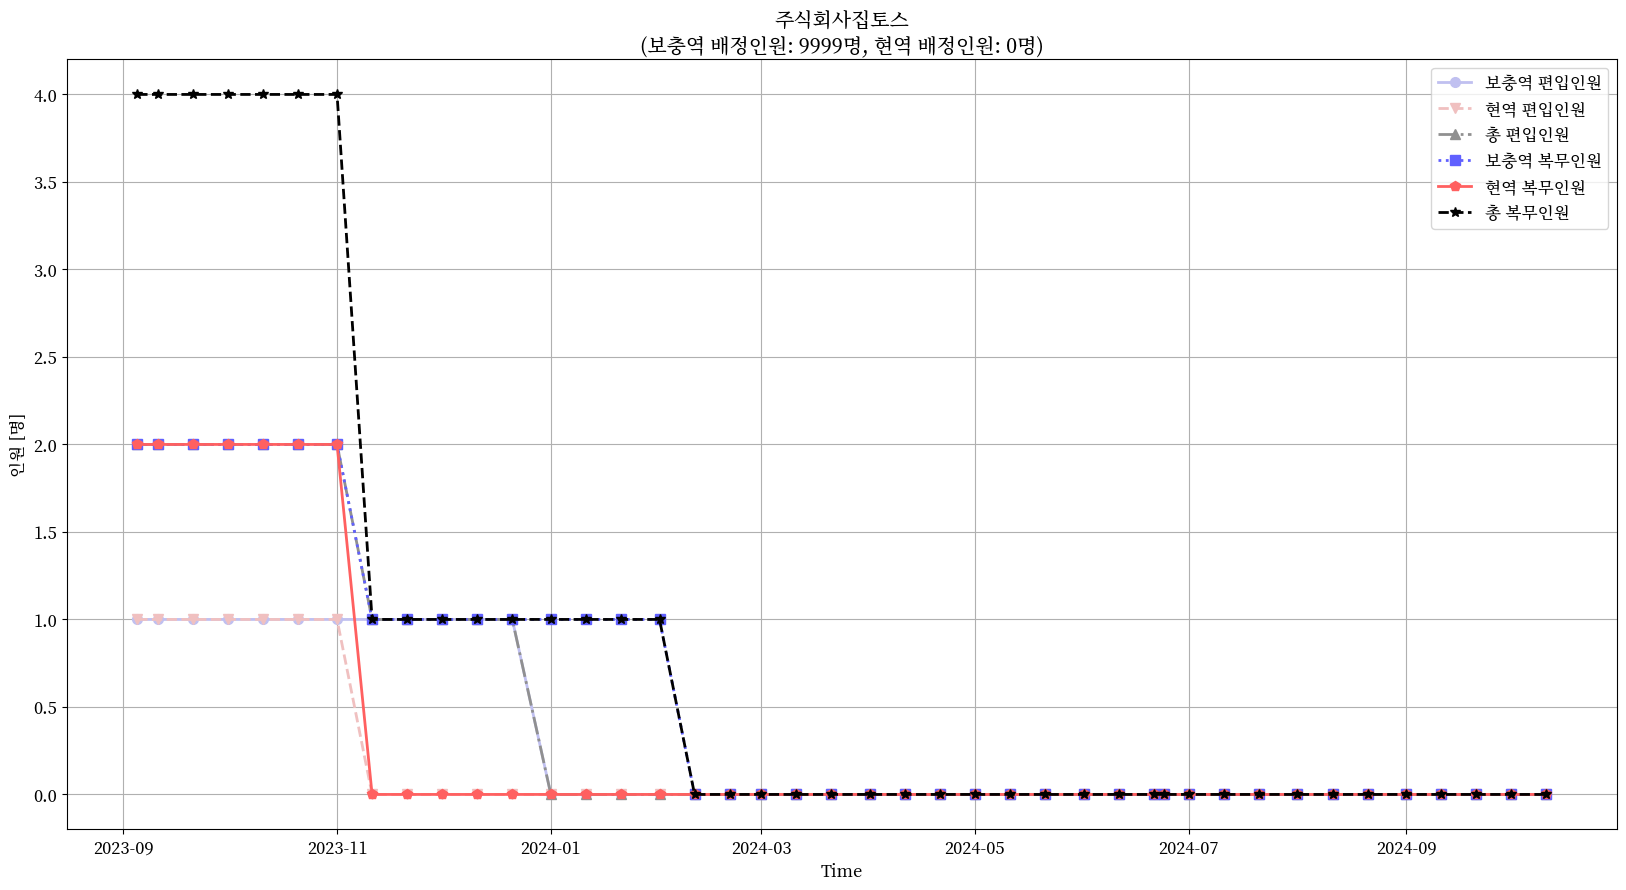 주식회사집토스
(보충역 배정인원: 9999명, 현역 배정인원: 0명)
보충역 편입인원
현역 편입인원
총 편입인원
보충역 복무인원
현역 복무인원
총 복무인원
인원 [명]
4.0
3.5
3.0
2.5
2.0
1.5
1.0
0.5
0.0
2023-09
2023-11
2024-01
2024-03
2024-05
2024-07
2024-09
Time